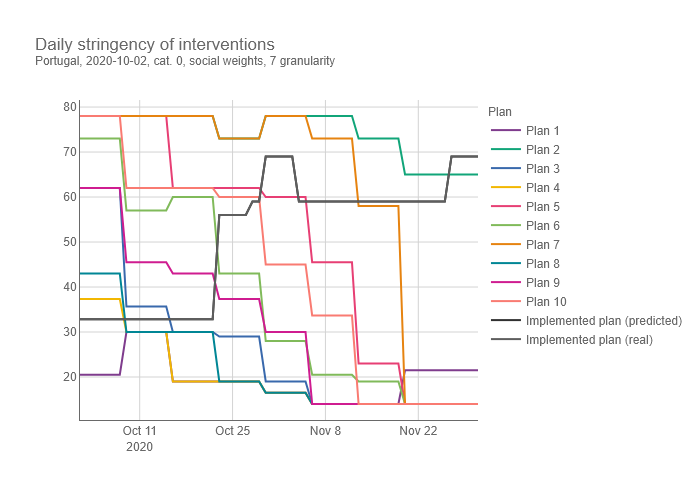 Daily stringency of interventions
Portugal, 2020-10-02, cat. 0, social weights, 7 granularity
80
70
60
50
40
30
20
Oct 11
2020
Oct 25
Nov 8
Nov 22
Plan
Plan 1
Plan 2
Plan 3
Plan 4
Plan 5
Plan 6
Plan 7
Plan 8
Plan 9
Plan 10
Implemented plan (predicted)
Implemented plan (real)